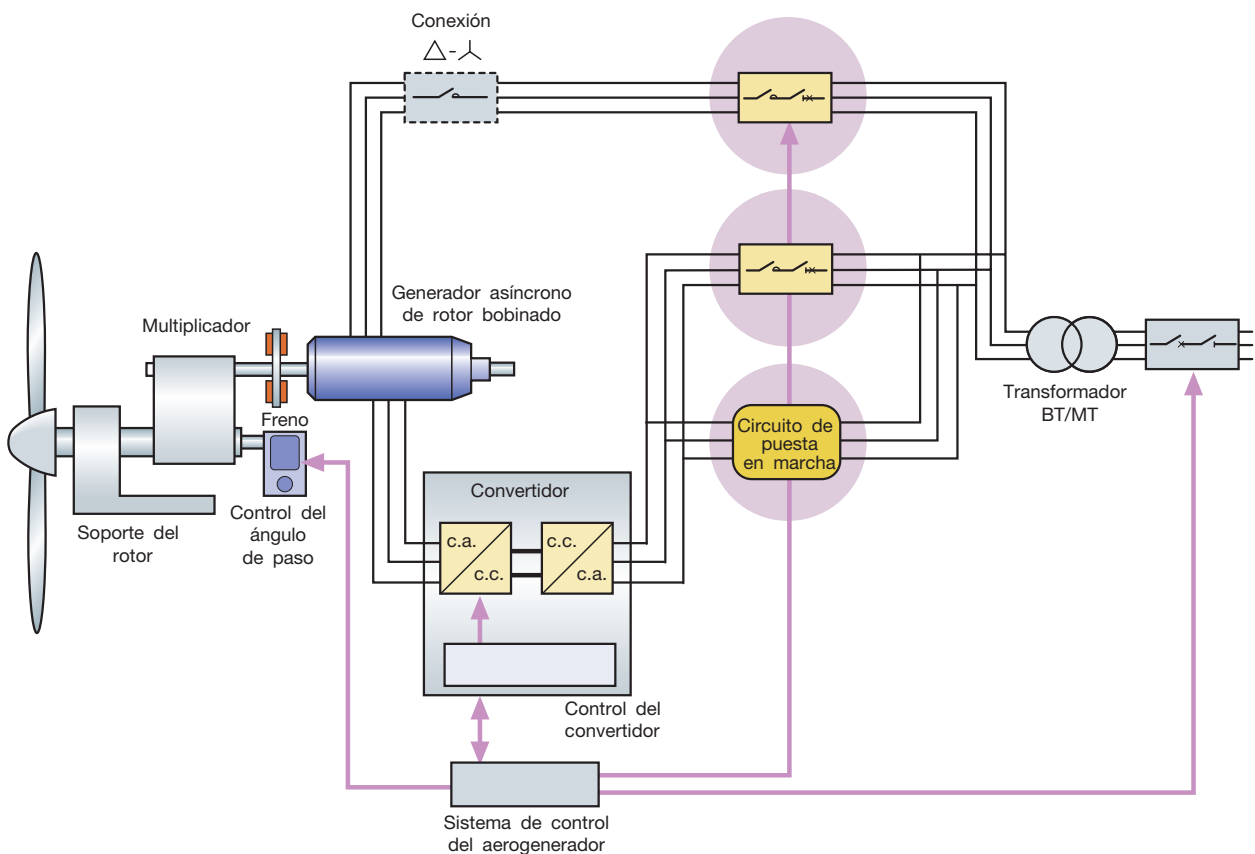 Conexión
Generador asíncrono
de rotor bobinado
Multiplicador
Freno
Transformador
BT/MT
Circuito de
puesta
en marcha
Soporte del
rotor
Control del
ángulo
de paso
Convertidor
c.a.
c.c.
c.c.
c.a.
Control del
convertidor
Sistema de control
del aerogenerador